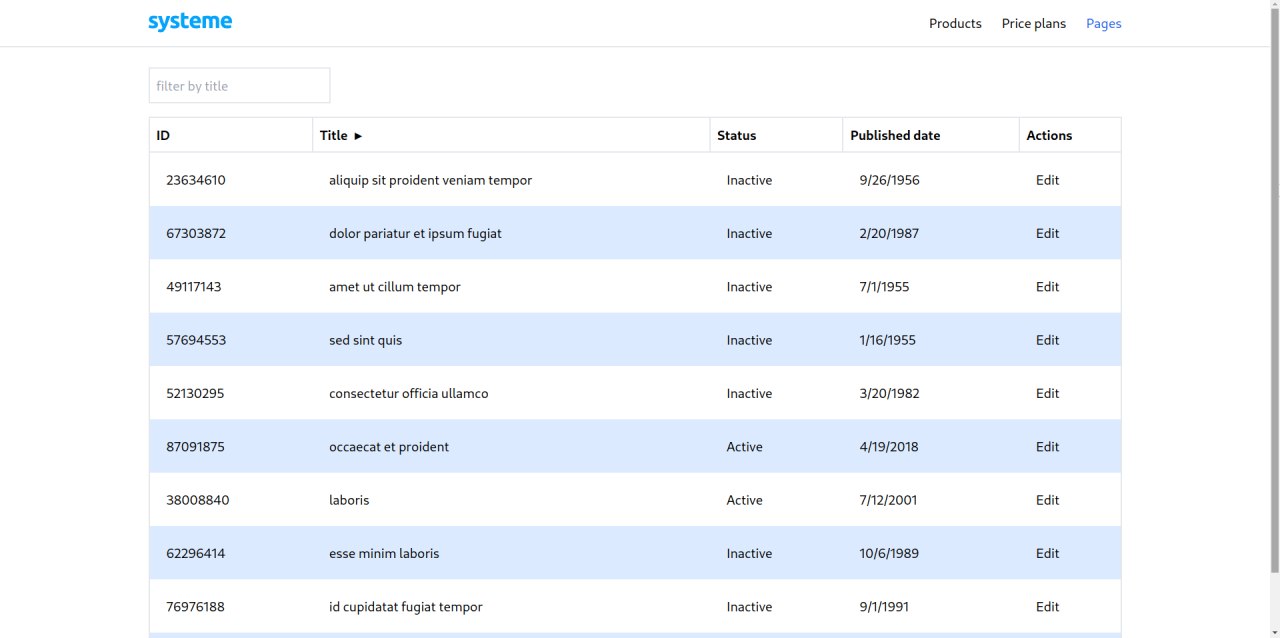 systeme
Products Price plans Pages
filter by title
ID Title ► Status Published date Actions
23634610 aliquip sit proident veniam tempor Inactive 9/26/1956 Edit
67303872 dolor pariatur et ipsum fugiat Inactive 2/20/1987 Edit
49117143 amet ut cillum tempor Inactive 7/1/1955 Edit
57694553 sed sint quis Inactive 1/16/1955 Edit
52130295 consectetur officia ullamco Inactive 3/20/1982 Edit
87091875 occaecat et proident Active 4/19/2018 Edit
38008840 laboris Active 7/12/2001 Edit
62296414 esse minim laboris Inactive 10/6/1989 Edit
76976188 id cupidatat fugiat tempor Inactive 9/1/1991 Edit